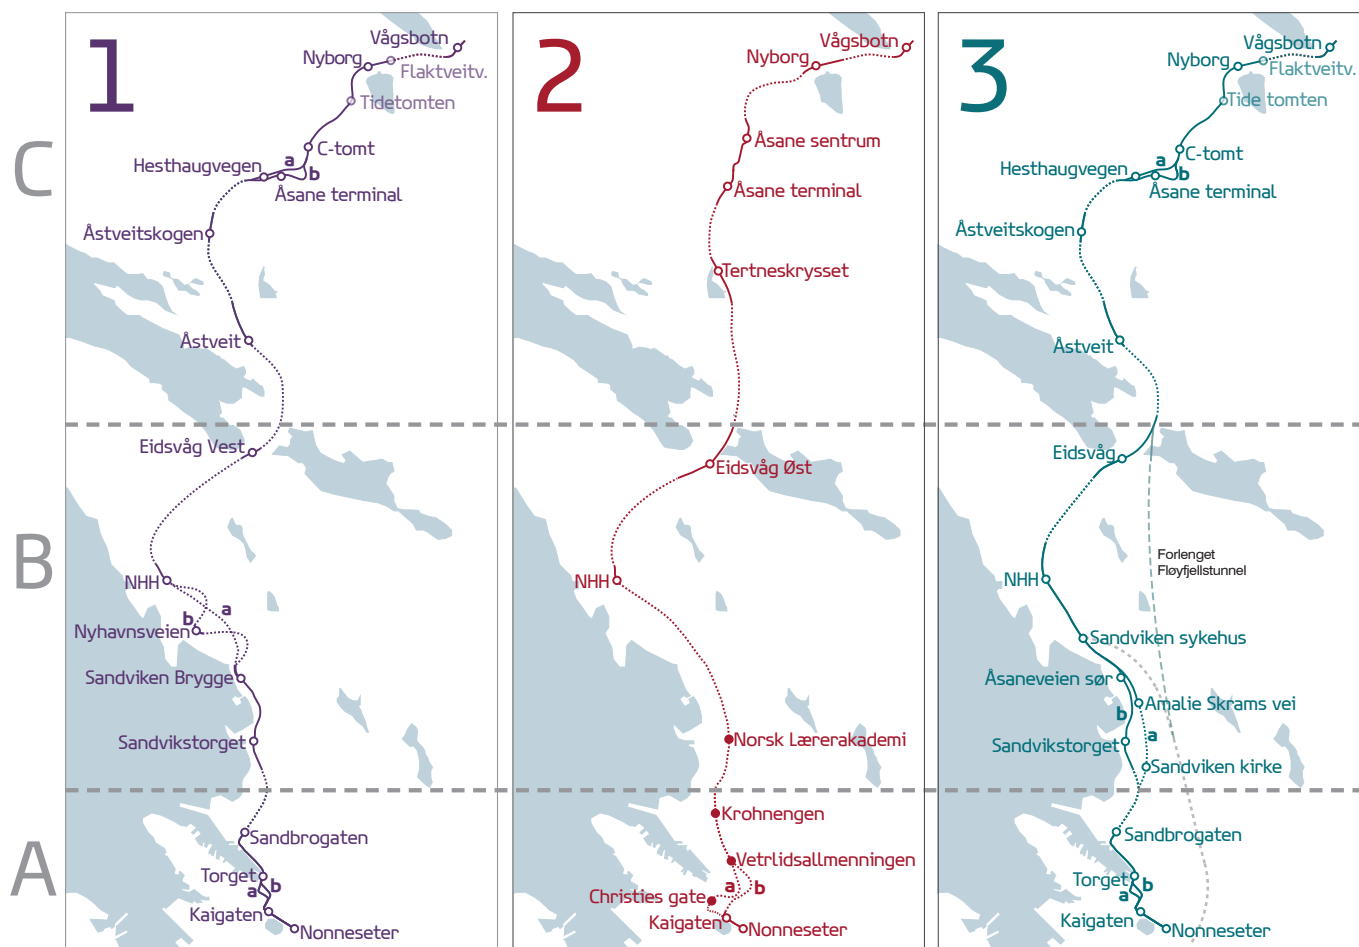 1
Vågsbotn
Nyborg
Flaktveitv.
Tidetomten
C-tomt
Hesthaugvegen
a
b
Åsane terminal
Åstveitskogen
Åstveit
Eidsvåg Vest
NHH
a
b
Nyhavnsveien
Sandviken Brygge
Sandvikstorget
Sandbrogaten
Torget
a
b
Kaigaten
Nonneseter
2
Vågsbotn
Nyborg
Åsane sentrum
Åsane terminal
Tertneskrysset
Eidsvåg Øst
NHH
Norsk Lærerakademi
Krohnengen
Vetrlidsallmenningen
a
b
Christies gate
Kaigaten
Nonneseter
3
Vågsbotn
Nyborg
Flaktveitv.
Tide tomten
C-tomt
Hesthaugvegen
a
b
Åsane terminal
Åstveitskogen
Åstveit
Eidsvåg
Forlenget
Fløyfjellstunnel
NHH
Sandviken sykehus
Åsaneveien sør
Amalie Skrams vei
b
a
Sandvikstorget
Sandviken kirke
Sandbrogaten
Torget
b
a
Kaigaten
Nonneseter
C
B
A